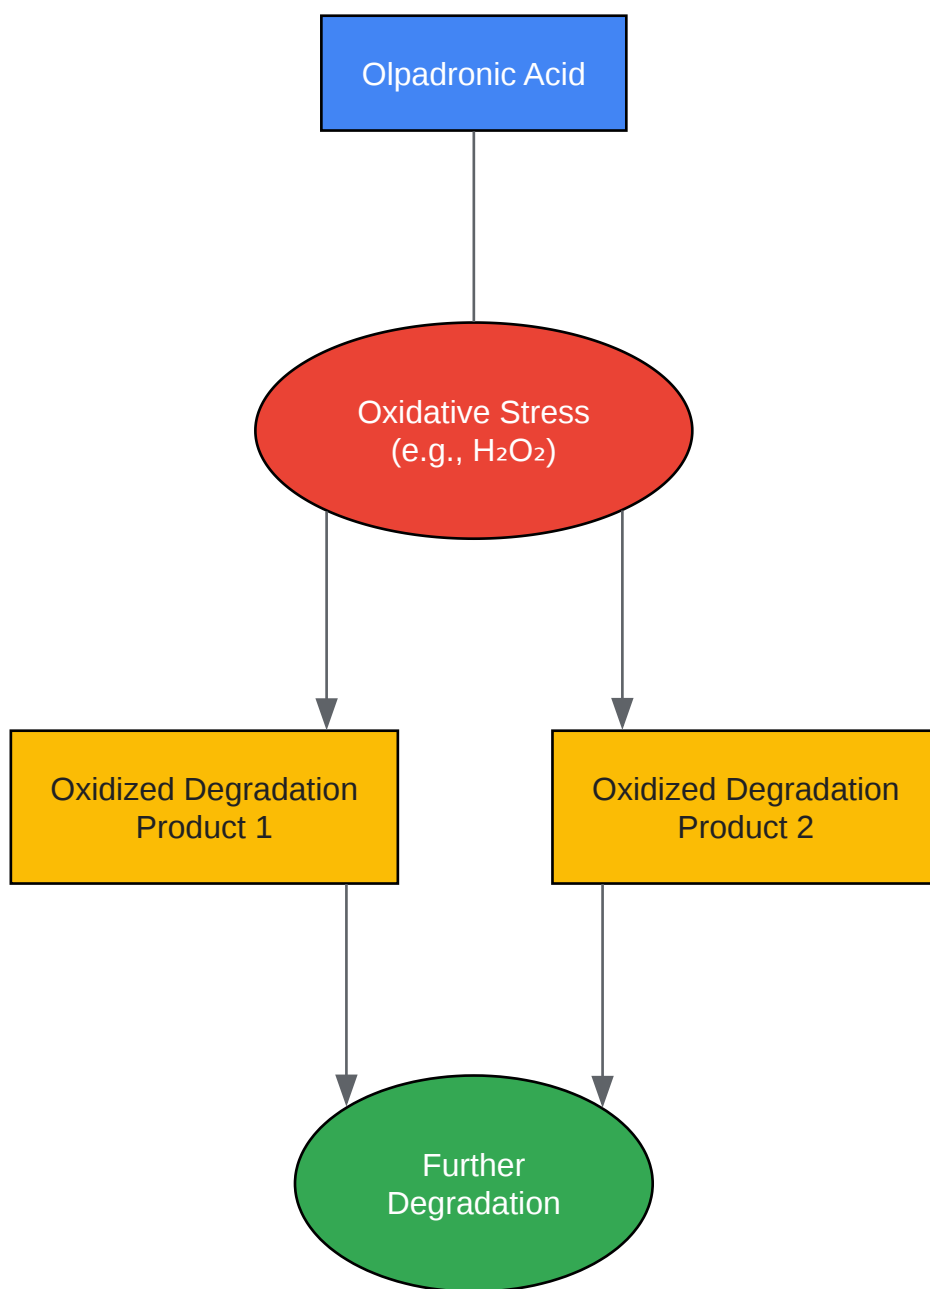 Olpadronic Acid
Oxidative Stress
(e.g., H₂O₂)
Oxidized Degradation
Product 1
Oxidized Degradation
Product 2
Further
Degradation